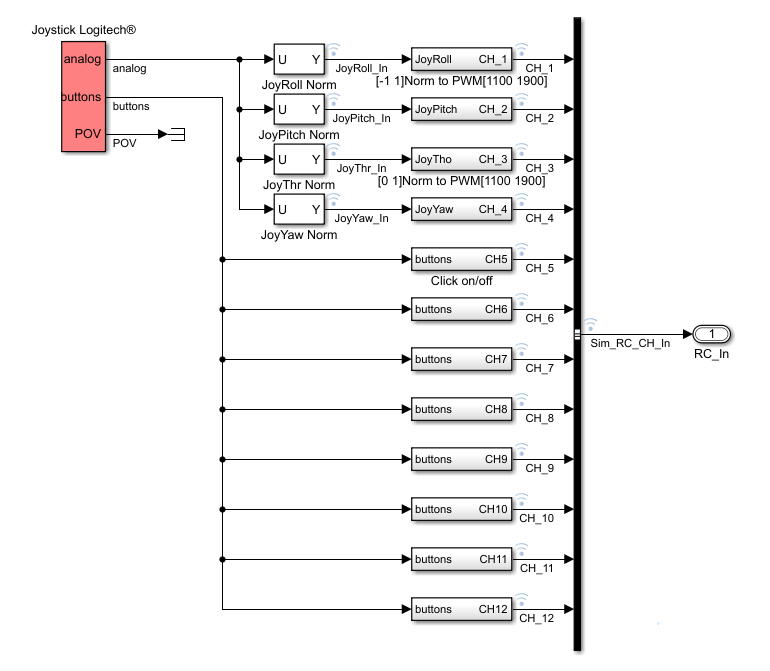 Joystick Logitech®
analog
analog
buttons
buttons
POV
POV
U Y
JoyRoll Norm
JoyRoll_In
JoyRoll CH_1
CH_1
[-1 1]Norm to PWM[1100 1900]
U Y
JoyPitch Norm
JoyPitch_In
JoyPitch CH_2
CH_2
U Y
JoyThr Norm
JoyThr_In
JoyTho CH_3
CH_3
[0 1]Norm to PWM[1100 1900]
U Y
JoyYaw Norm
JoyYaw_In
JoyYaw CH_4
CH_4
buttons CH5
CH_5
Click on/off
buttons CH6
CH_6
Sim_RC_CH_In
1
RC_In
buttons CH7
CH_7
buttons CH8
CH_8
buttons CH9
CH_9
buttons CH10
CH_10
buttons CH11
CH_11
buttons CH12
CH_12